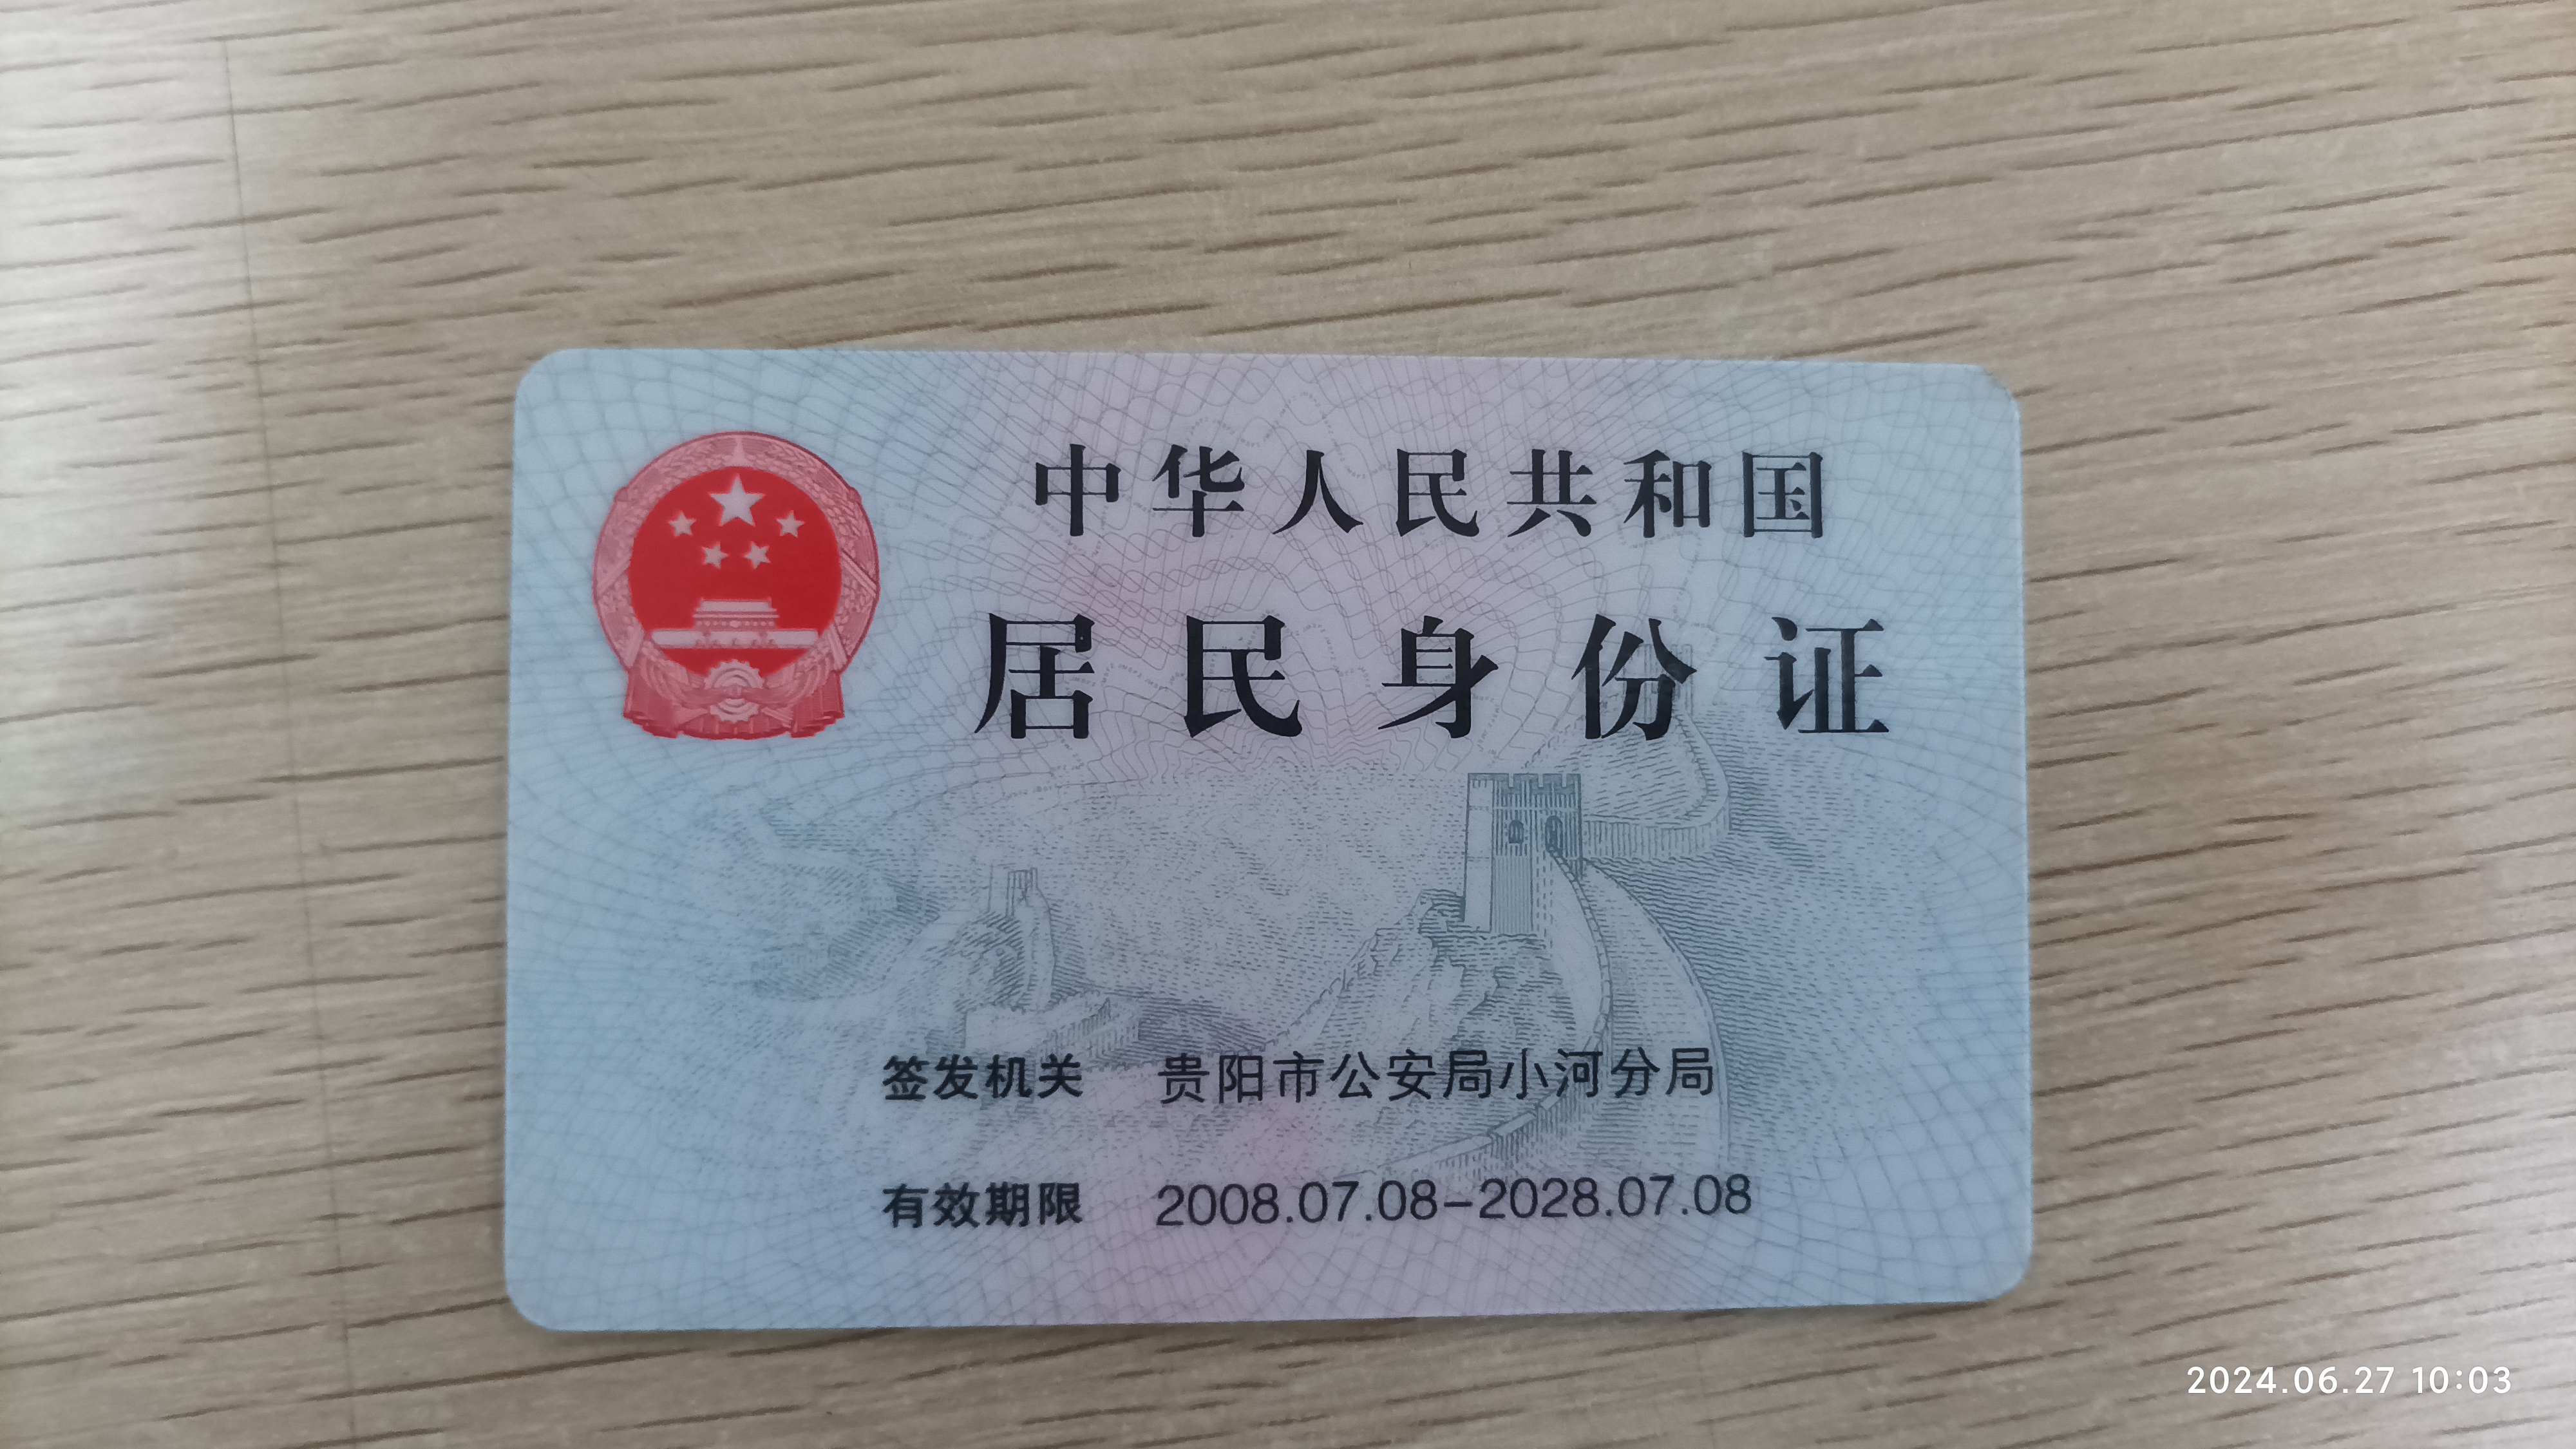 中华人民共和国
居民身份证
签发机关 贵阳市公安局小河分局
有效期限 2008.07.08-2028.07.08
2024.06.27 10:03